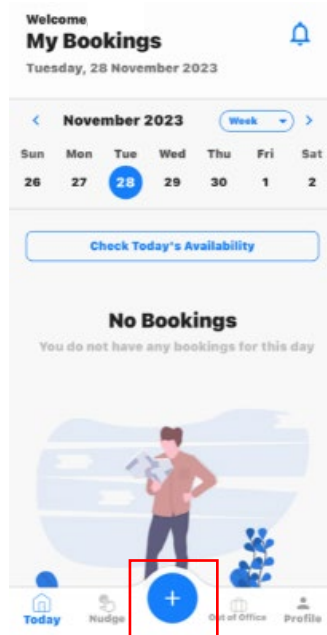 Welcome,
My Bookings
Tuesday, 28 November 2023
< November 2023 Week >
Sun Mon Tue Wed Thu Fri Sat
26 27 28 29 30 1 2
Check Today's Availability
No Bookings
You do not have any bookings for this day
+
Today Nudge Out of Office Profile